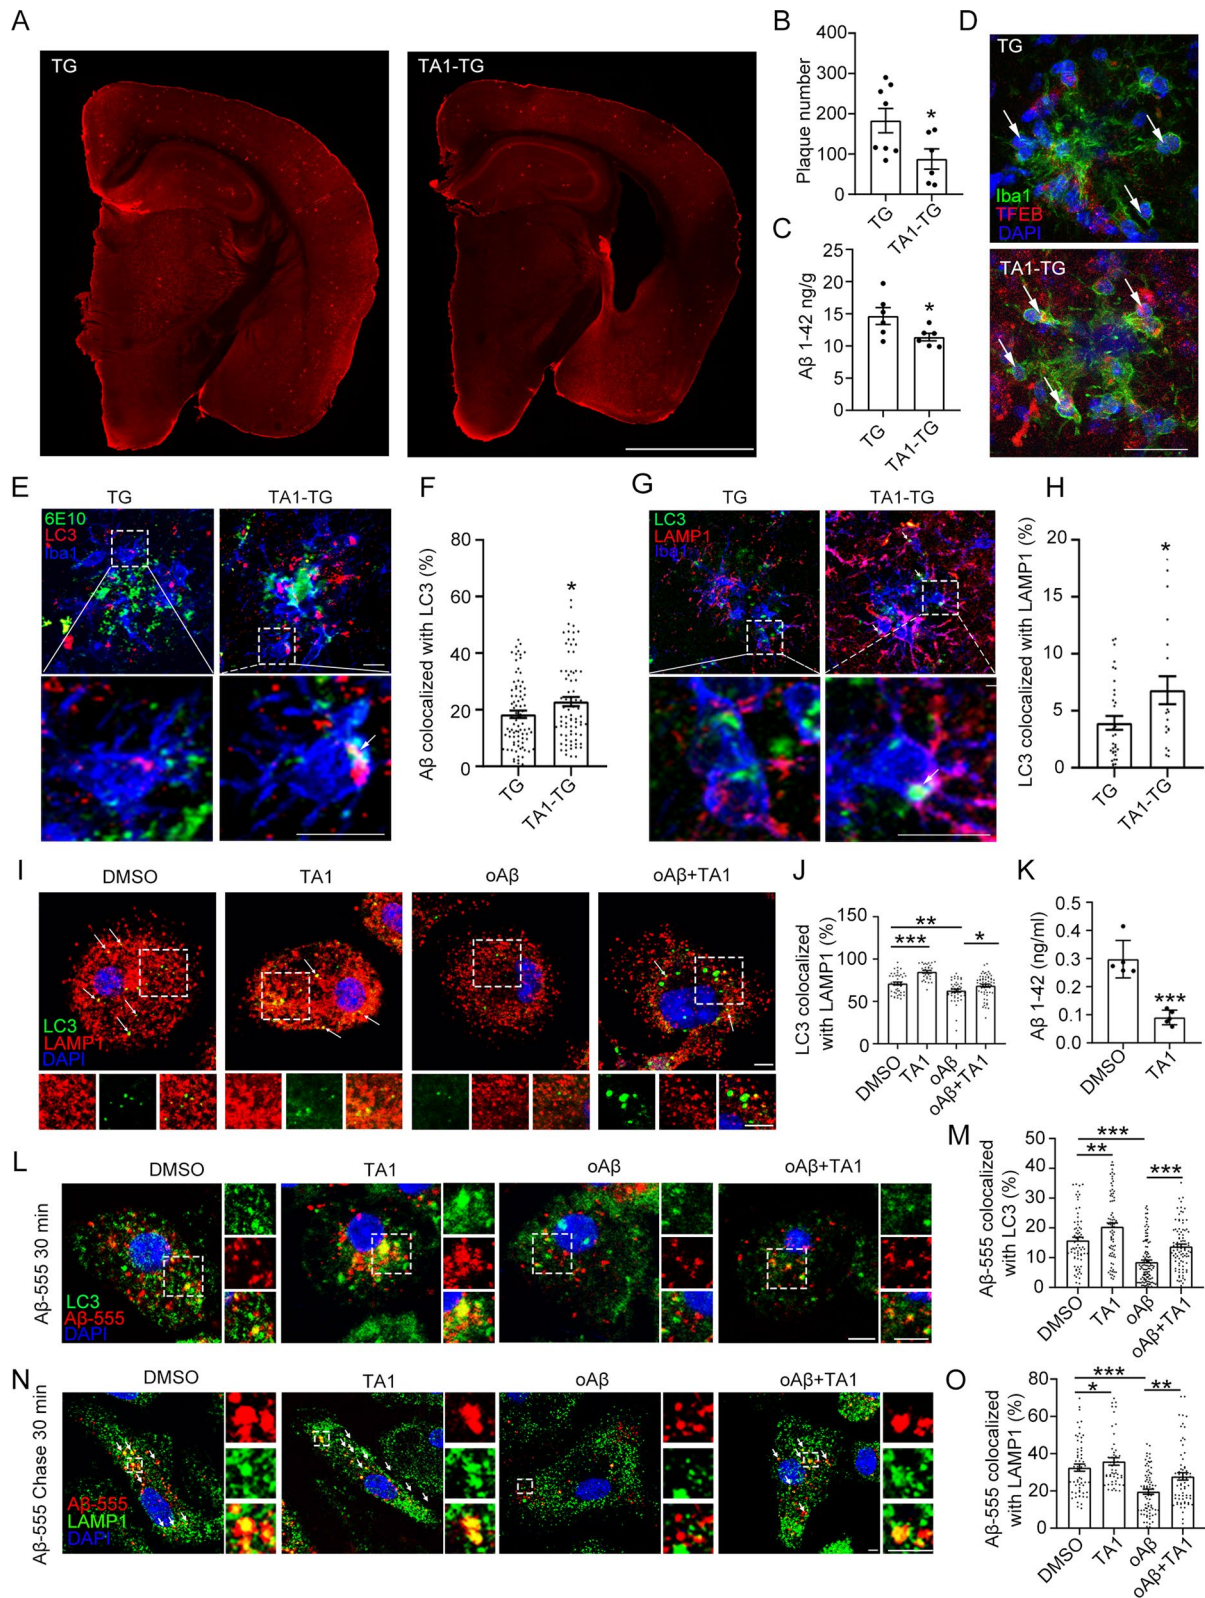 A
TG
TA1-TG
B
Plaque number
400
300
200
100
0
*
TG
TA1-TG
C
Aβ 1-42 ng/g
25
20
15
10
5
0
*
TG
TA1-TG
D
TG
Iba1
TFEB
DAPI
TA1-TG
E
TG
TA1-TG
6E10
LC3
Iba1
F
Aβ colocalized with LC3 (%)
80
60
40
20
0
*
TG
TA1-TG
G
TG
TA1-TG
LC3
LAMP1
Iba1
H
LC3 colocalized with LAMP1 (%)
20
15
10
5
0
*
TG
TA1-TG
I
DMSO
TA1
oAβ
oAβ+TA1
LC3
LAMP1
DAPI
J
LC3 colocalized
with LAMP1 (%)
150
100
50
0
**
***
*
DMSO
TA1
oAβ
oAβ+TA1
K
Aβ 1-42 (ng/ml)
0.5
0.4
0.3
0.2
0.1
0.0
***
DMSO
TA1
L
Aβ-555 30 min
DMSO
TA1
oAβ
oAβ+TA1
LC3
Aβ-555
DAPI
M
Aβ-555 colocalized
with LC3 (%)
50
40
30
20
10
0
***
**
***
DMSO
TA1
oAβ
oAβ+TA1
N
Aβ-555 Chase 30 min
DMSO
TA1
oAβ
oAβ+TA1
Aβ-555
LAMP1
DAPI
O
Aβ-555 colocalized
with LAMP1 (%)
80
60
40
20
0
***
*
**
DMSO
TA1
oAβ
oAβ+TA1